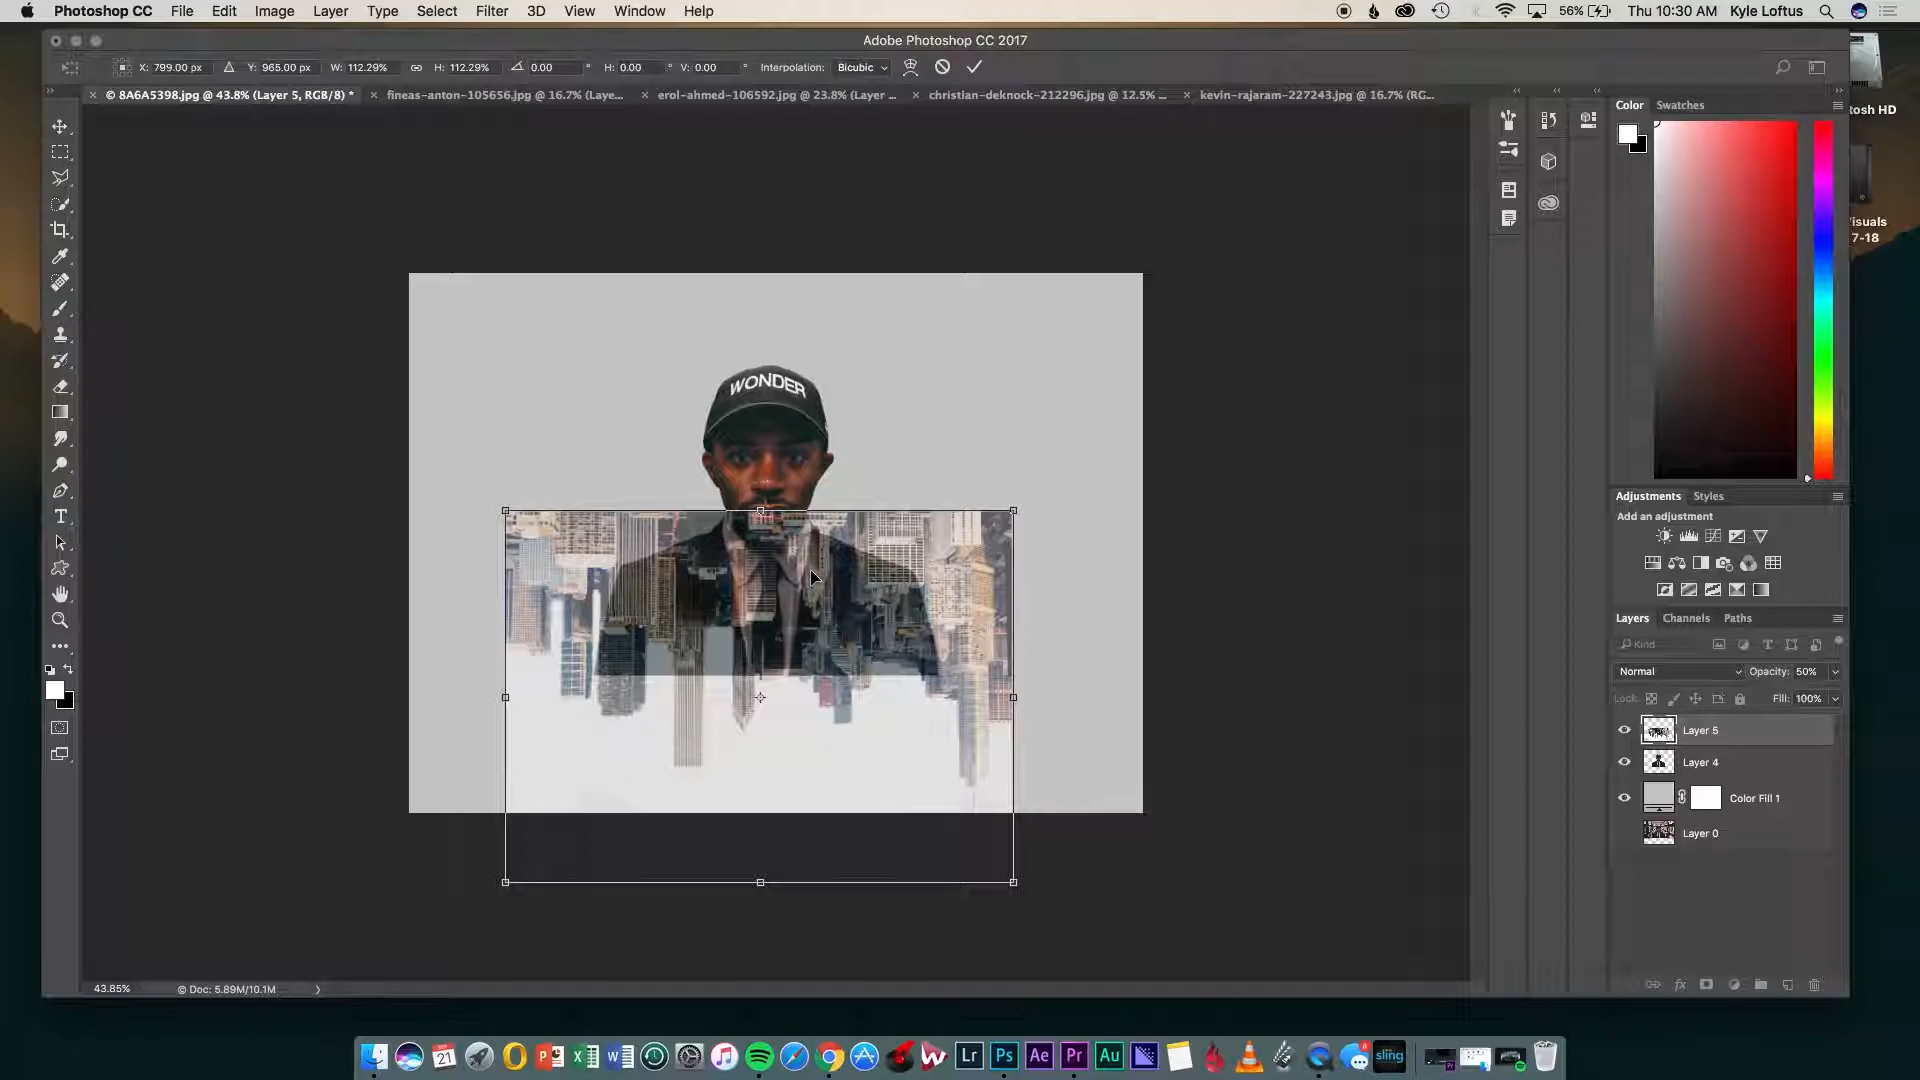 Photoshop CC File Edit Image Layer Type Select Filter 3D View Window Help 56% Thu 10:30 AM Kyle Loftus
Adobe Photoshop CC 2017
X: 799.00 px Y: 965.00 px W: 112.29% H: 112.29% 0.00 ° H: 0.00 ° V: 0.00 ° Interpolation: Bicubic
© 8A6A5398.jpg @ 43.8% (Layer 5, RGB/8) * fineas-anton-105656.jpg @ 16.7% (Laye... erol-ahmed-106592.jpg @ 23.8% (Layer ... christian-deknock-212296.jpg @ 12.5% ... kevin-rajaram-227243.jpg @ 16.7% (RG...
Color Swatches
tosh HD
isuals
7-18
WONDER
Adjustments Styles
Add an adjustment
Layers Channels Paths
Kind
Normal Opacity: 50%
Lock: Fill: 100%
Layer 5
Layer 4
Color Fill 1
Layer 0
fx
43.85% © Doc: 5.89M/10.1M
SEP
21
Lr Ps Ae Pr Au sling